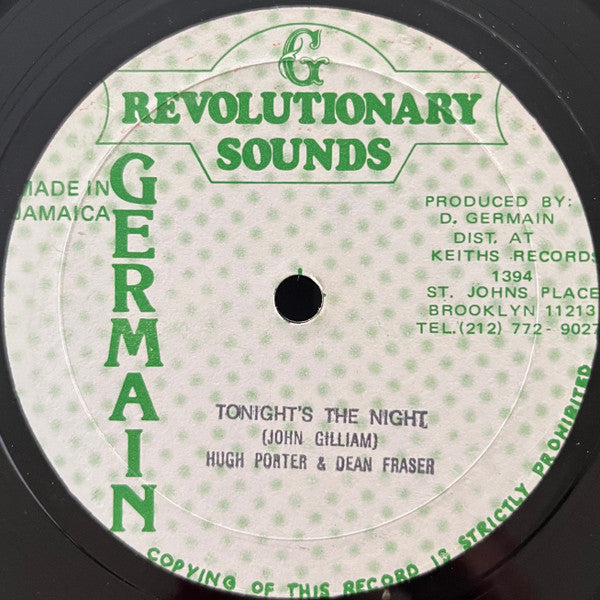 G
REVOLUTIONARY
SOUNDS
GERMAIN
MADE IN
JAMAICA
PRODUCED BY:
D. GERMAIN
DIST. AT
KEITHS RECORDS
1394
ST. JOHNS PLACE
BROOKLYN 11213
TEL.(212) 772-9027
TONIGHT'S THE NIGHT
(JOHN GILLIAM)
HUGH PORTER & DEAN FRASER
COPYING OF THIS RECORD IS STRICTLY PROHIBITED